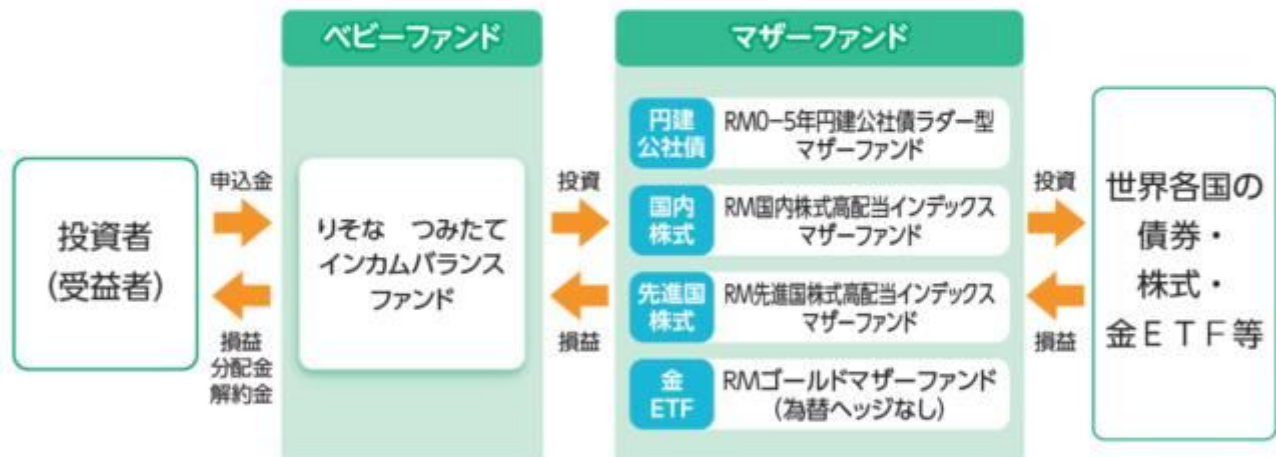 ベビーファンド
マザーファンド
投資者
(受益者)
申込金
損益
分配金
解約金
りそな つみたて
インカムバランス
ファンド
投資
損益
円建
公社債
RM0-5年円建公社債ラダー型
マザーファンド
国内
株式
RM国内株式高配当インデックス
マザーファンド
先進国
株式
RM先進国株式高配当インデックス
マザーファンド
金
ETF
RMゴールドマザーファンド
(為替ヘッジなし)
投資
損益
世界各国の
債券・
株式・
金ETF等